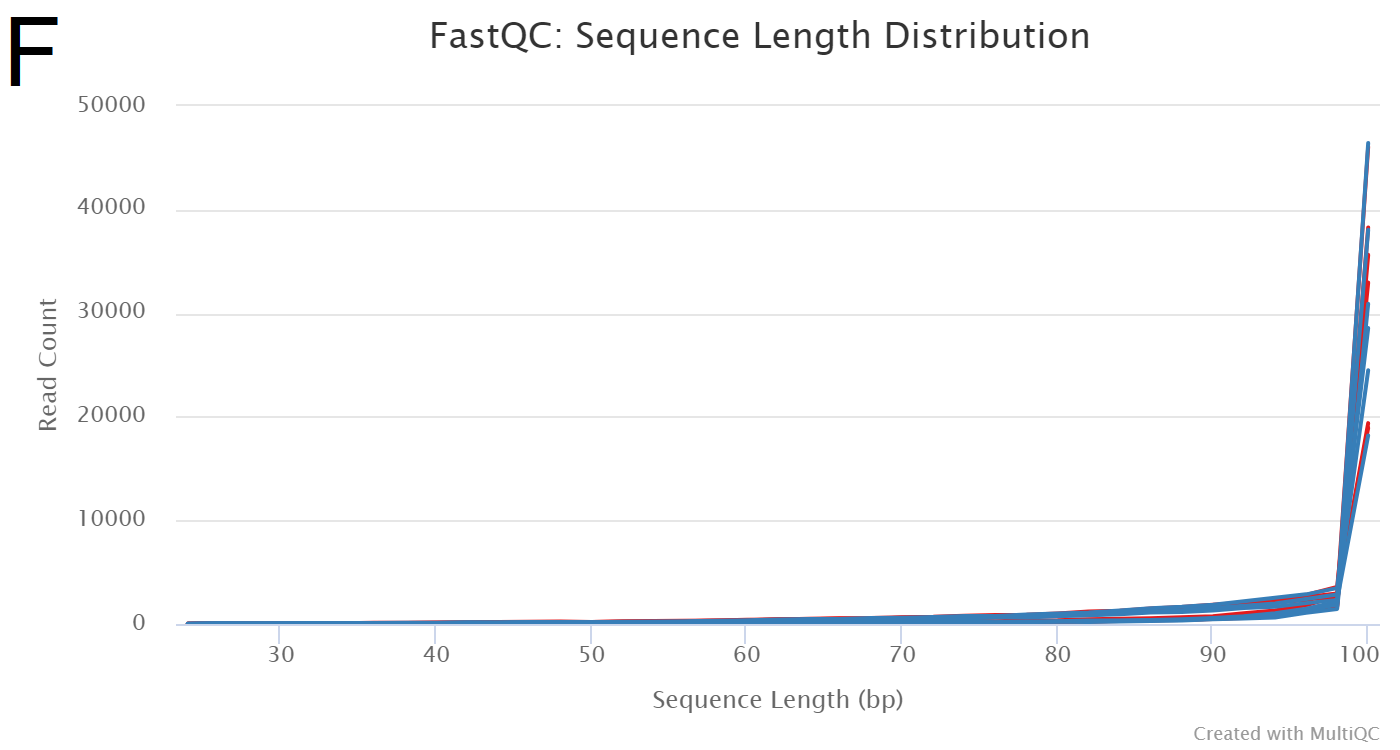 F
FastQC: Sequence Length Distribution
50000
40000
30000
20000
10000
0
Read Count
30 40 50 60 70 80 90 100
Sequence Length (bp)
Created with MultiQC